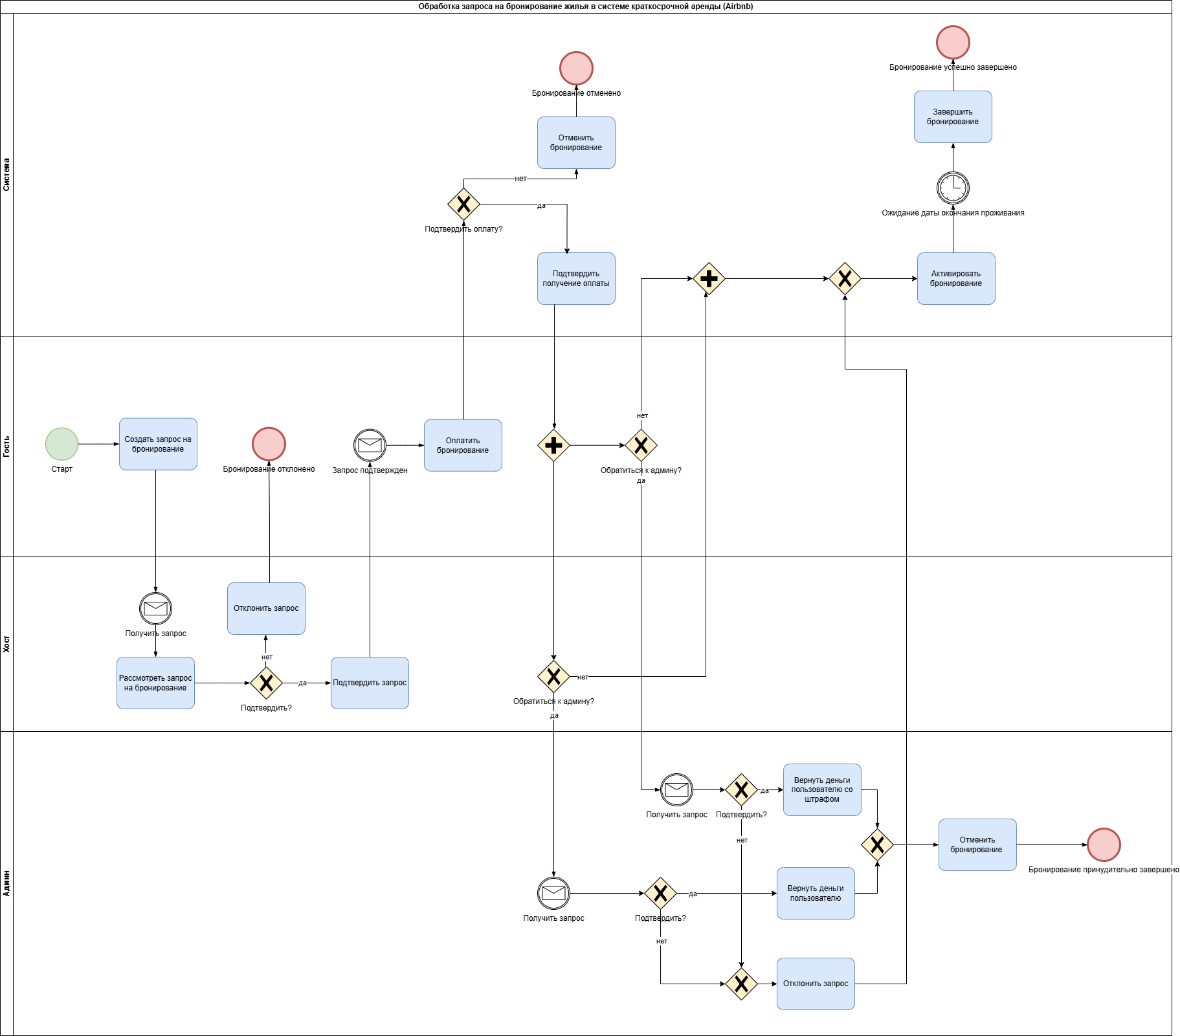 Обработка запроса на бронирование жилья в системе краткосрочной аренды (Airbnb)
Система
Бронирование отменено
Отменить
бронирование
нет
да
Подтвердить оплату?
Подтвердить
получение оплаты
Бронирование успешно завершено
Завершить
бронирование
Ожидание даты окончания проживания
Активировать
бронирование
Гость
Старт
Создать запрос на
бронирование
Бронирование отклонено
Запрос подтвержден
Оплатить
бронирование
нет
Обратиться к админу?
да
Хост
Получить запрос
Рассмотреть запрос
на бронирование
Отклонить запрос
нет
да
Подтвердить?
Подтвердить запрос
нет
Обратиться к админу?
да
Админ
Получить запрос
Подтвердить?
да
нет
Вернуть деньги
пользователю со
штрафом
Отменить
бронирование
Бронирование принудительно завершено
Получить запрос
Подтвердить?
да
нет
Вернуть деньги
пользователю
Отклонить запрос